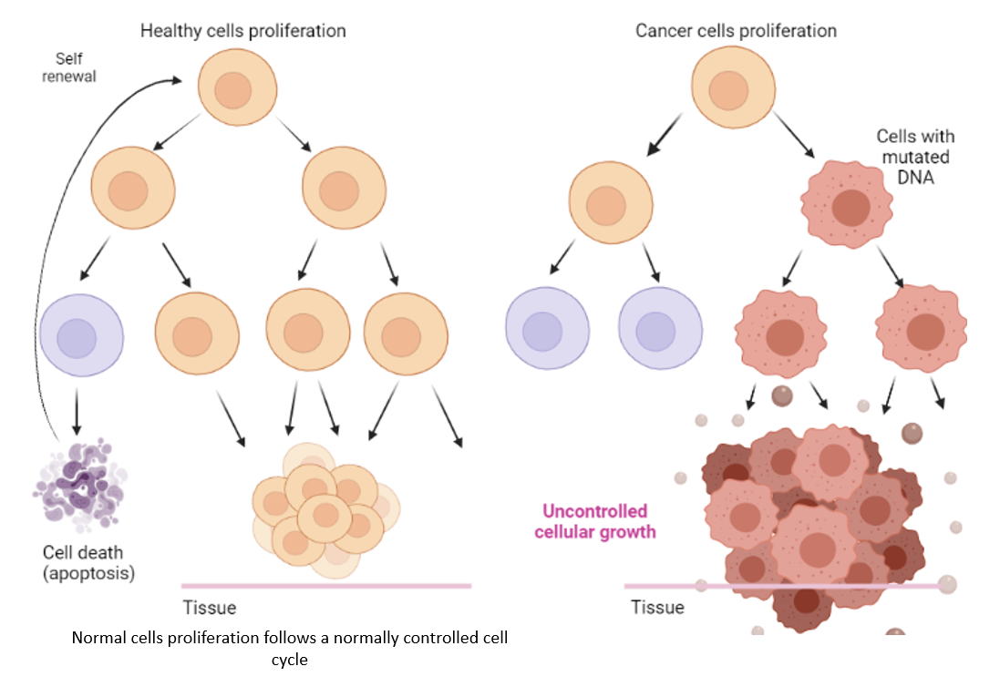 Healthy cells proliferation
Self
renewal
Cell death
(apoptosis)
Tissue
Normal cells proliferation follows a normally controlled cell
cycle
Cancer cells proliferation
Cells with
mutated
DNA
Uncontrolled
cellular growth
Tissue